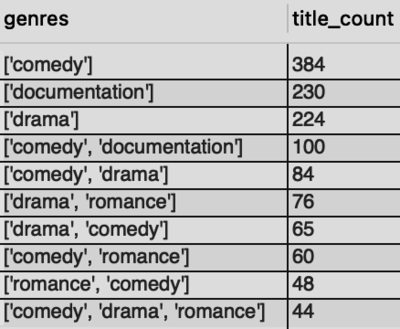 genres title_count
['comedy'] 384
['documentation'] 230
['drama'] 224
['comedy', 'documentation'] 100
['comedy', 'drama'] 84
['drama', 'romance'] 76
['drama', 'comedy'] 65
['comedy', 'romance'] 60
['romance', 'comedy'] 48
['comedy', 'drama', 'romance'] 44